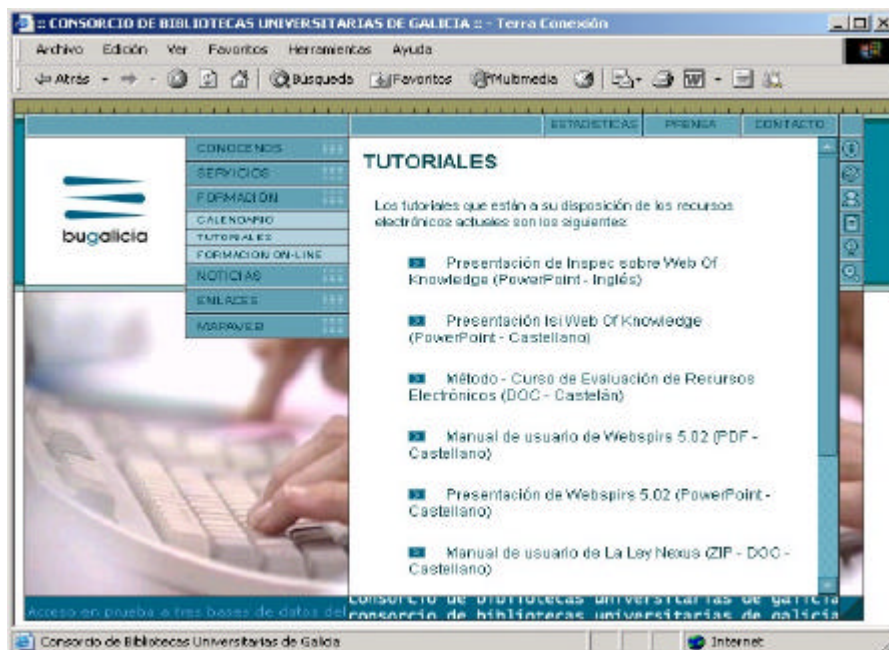 :: CONSORCIO DE BIBLIOTECAS UNIVERSITARIAS DE GALICIA :: - Terra Conexión
Archivo Edición Ver Favoritos Herramientas Ayuda
Atrás Búsqueda Favoritos Multimedia
ESTADISTICAS PRENSA CONTACTO
CONOCENOS
SERVICIOS
FORMACION
CALENDARIO
TUTORIALES
FORMACION ON-LINE
NOTICIAS
ENLACES
MAPAWEB
bugalicia
TUTORIALES
Los tutoriales que están a su disposición de los recursos
electrónicos actuales son los siguientes:
Presentación de Inspec sobre Web Of
Knowledge (PowerPoint - Inglés)
Presentación Isi Web Of Knowledge
(PowerPoint - Castellano)
Método - Curso de Evaluación de Recursos
Electrónicos (DOC - Castelán)
Manual de usuario de Webspirs 5.02 (PDF -
Castellano)
Presentación de Webspirs 5.02 (PowerPoint -
Castellano)
Manual de usuario de La Ley Nexus (ZIP - DOC -
Castellano)
Acceso en prueba a tres bases de datos del
consorcio de bibliotecas universitarias de galicia
consorcio de bibliotecas universitarias de galicia
Consorcio de Bibliotecas Universitarias de Galicia
Internet